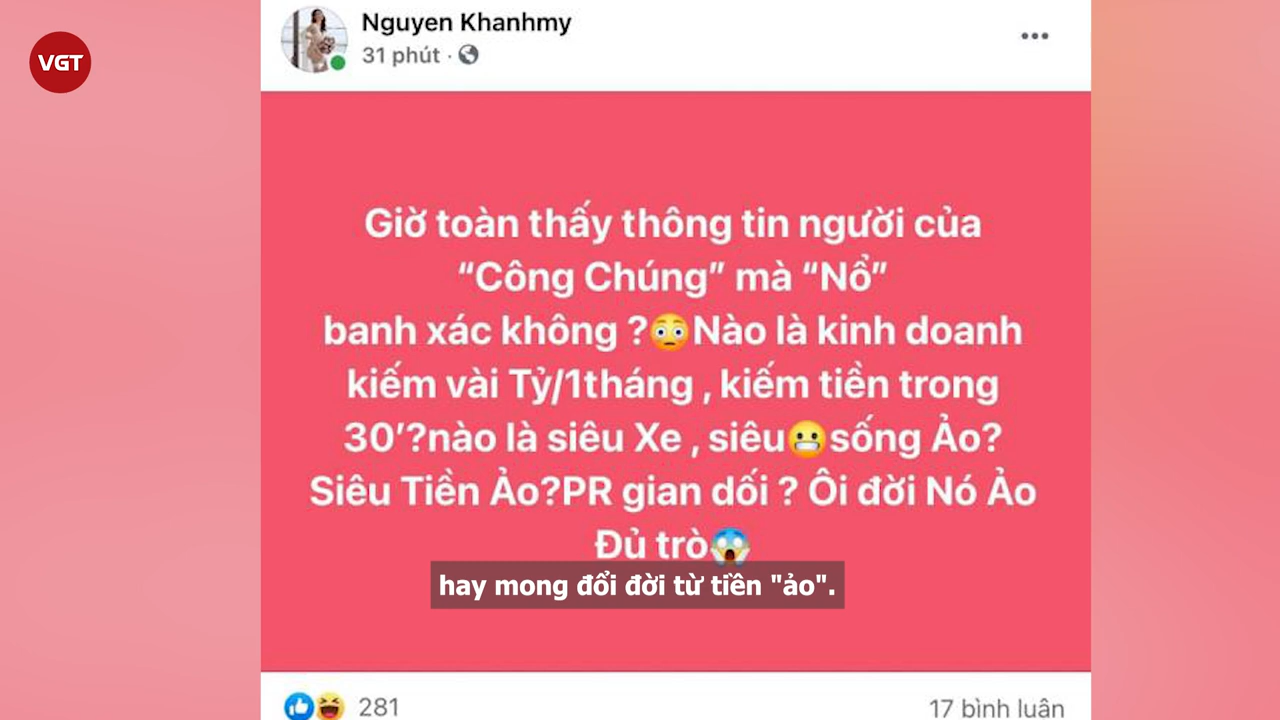 VGT
Nguyen Khanhmy
31 phút ·
Giờ toàn thấy thông tin người của
“Công Chúng” mà “Nổ”
banh xác không ?😳Nào là kinh doanh
kiếm vài Tỷ/1tháng , kiếm tiền trong
30’?nào là siêu Xe , siêu😬sống Ảo?
Siêu Tiền Ảo?PR gian dối ? Ôi đời Nó Ảo
Đủ trò😱
hay mong đổi đời từ tiền "ảo".
281
17 bình luận